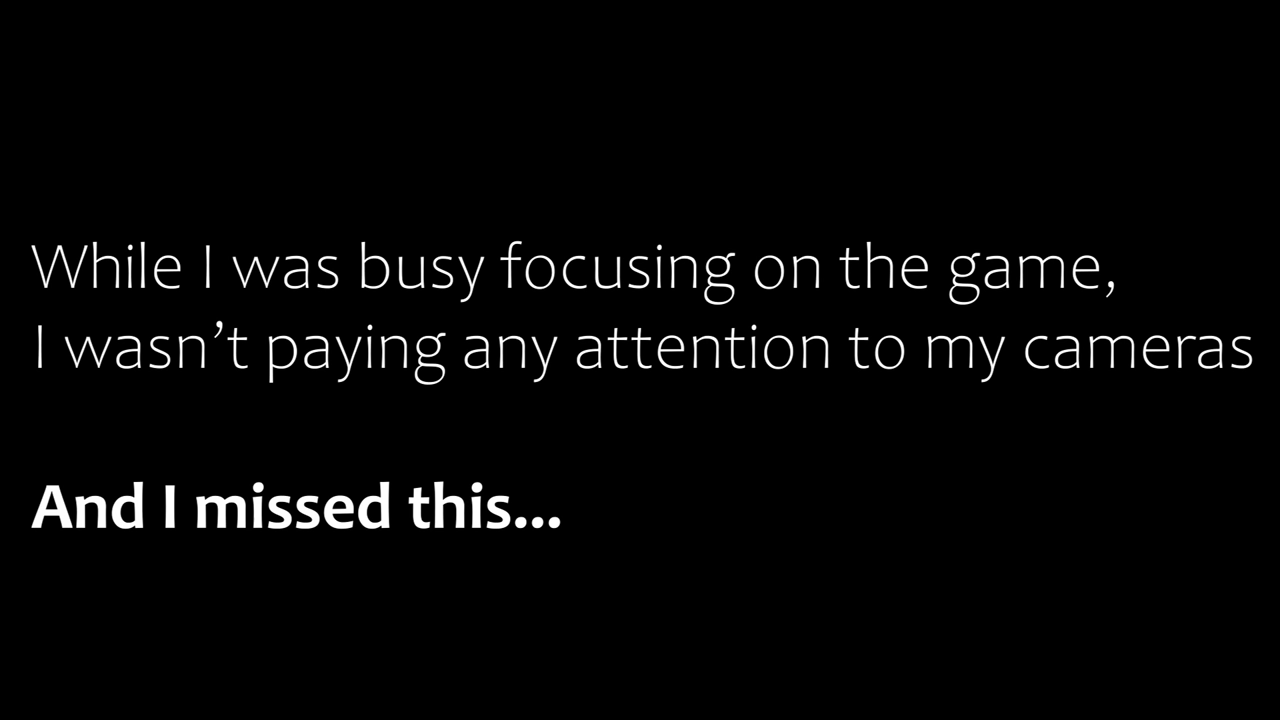 While I was busy focusing on the game,
I wasn’t paying any attention to my cameras
And I missed this...